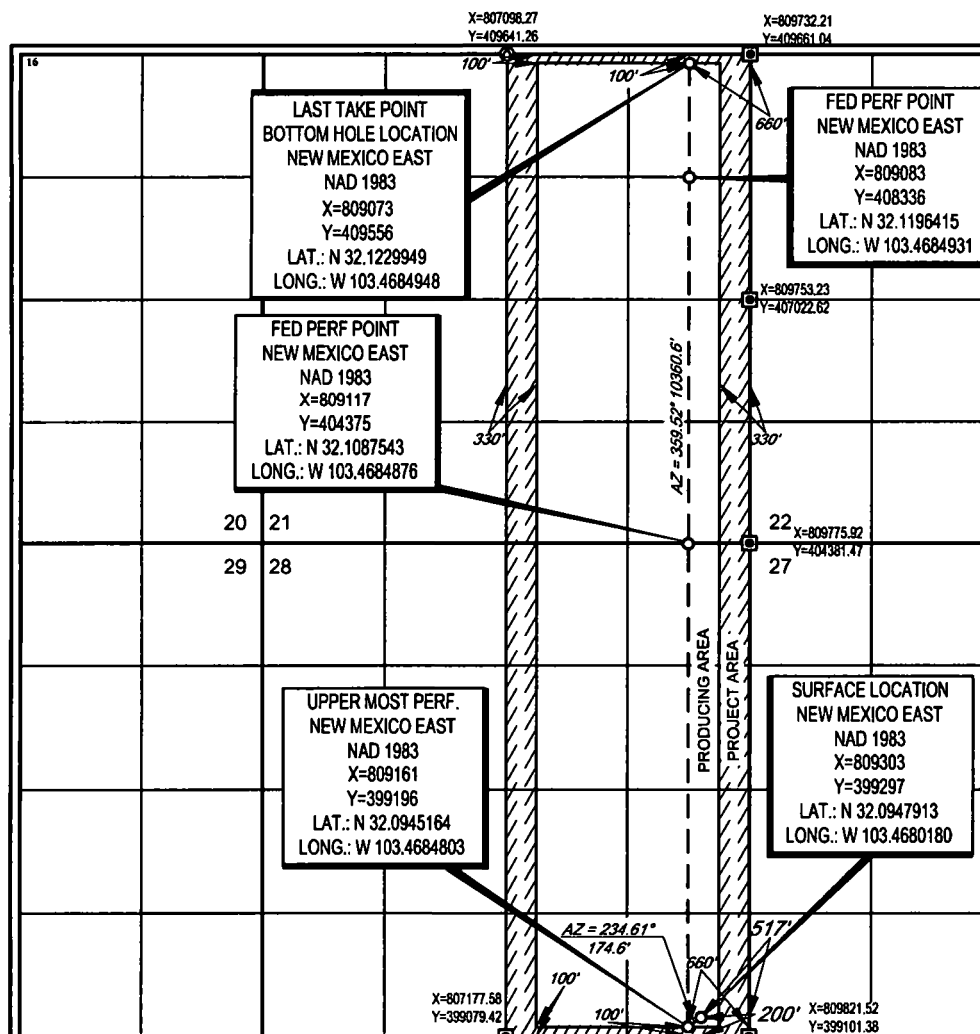 X=807098.27
Y=409641.26
X=809732.21
Y=409661.04
16
100'
100'
660'
LAST TAKE POINT
BOTTOM HOLE LOCATION
NEW MEXICO EAST
NAD 1983
X=809073
Y=409556
LAT.: N 32.1229949
LONG.: W 103.4684948
FED PERF POINT
NEW MEXICO EAST
NAD 1983
X=809083
Y=408336
LAT.: N 32.1196415
LONG.: W 103.4684931
X=809753.23
Y=407022.62
FED PERF POINT
NEW MEXICO EAST
NAD 1983
X=809117
Y=404375
LAT.: N 32.1087543
LONG.: W 103.4684876
AZ = 359.52° 10360.6'
330'
330'
20 21
29 28
22
27
X=809775.92
Y=404381.47
PRODUCING AREA
PROJECT AREA
UPPER MOST PERF.
NEW MEXICO EAST
NAD 1983
X=809161
Y=399196
LAT.: N 32.0945164
LONG.: W 103.4684803
SURFACE LOCATION
NEW MEXICO EAST
NAD 1983
X=809303
Y=399297
LAT.: N 32.0947913
LONG.: W 103.4680180
AZ = 234.61°
174.6'
517'
660'
100'
100'
200'
X=807177.58
Y=399079.42
X=809821.52
Y=399101.38